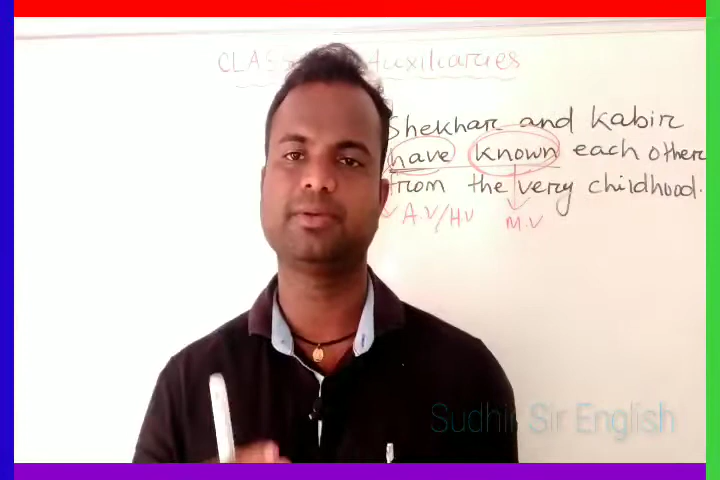 Auxiliaries
Shekhar and Kabir
have known each other
from the very childhood.
A.V/HV M.V
Sudhir Sir English